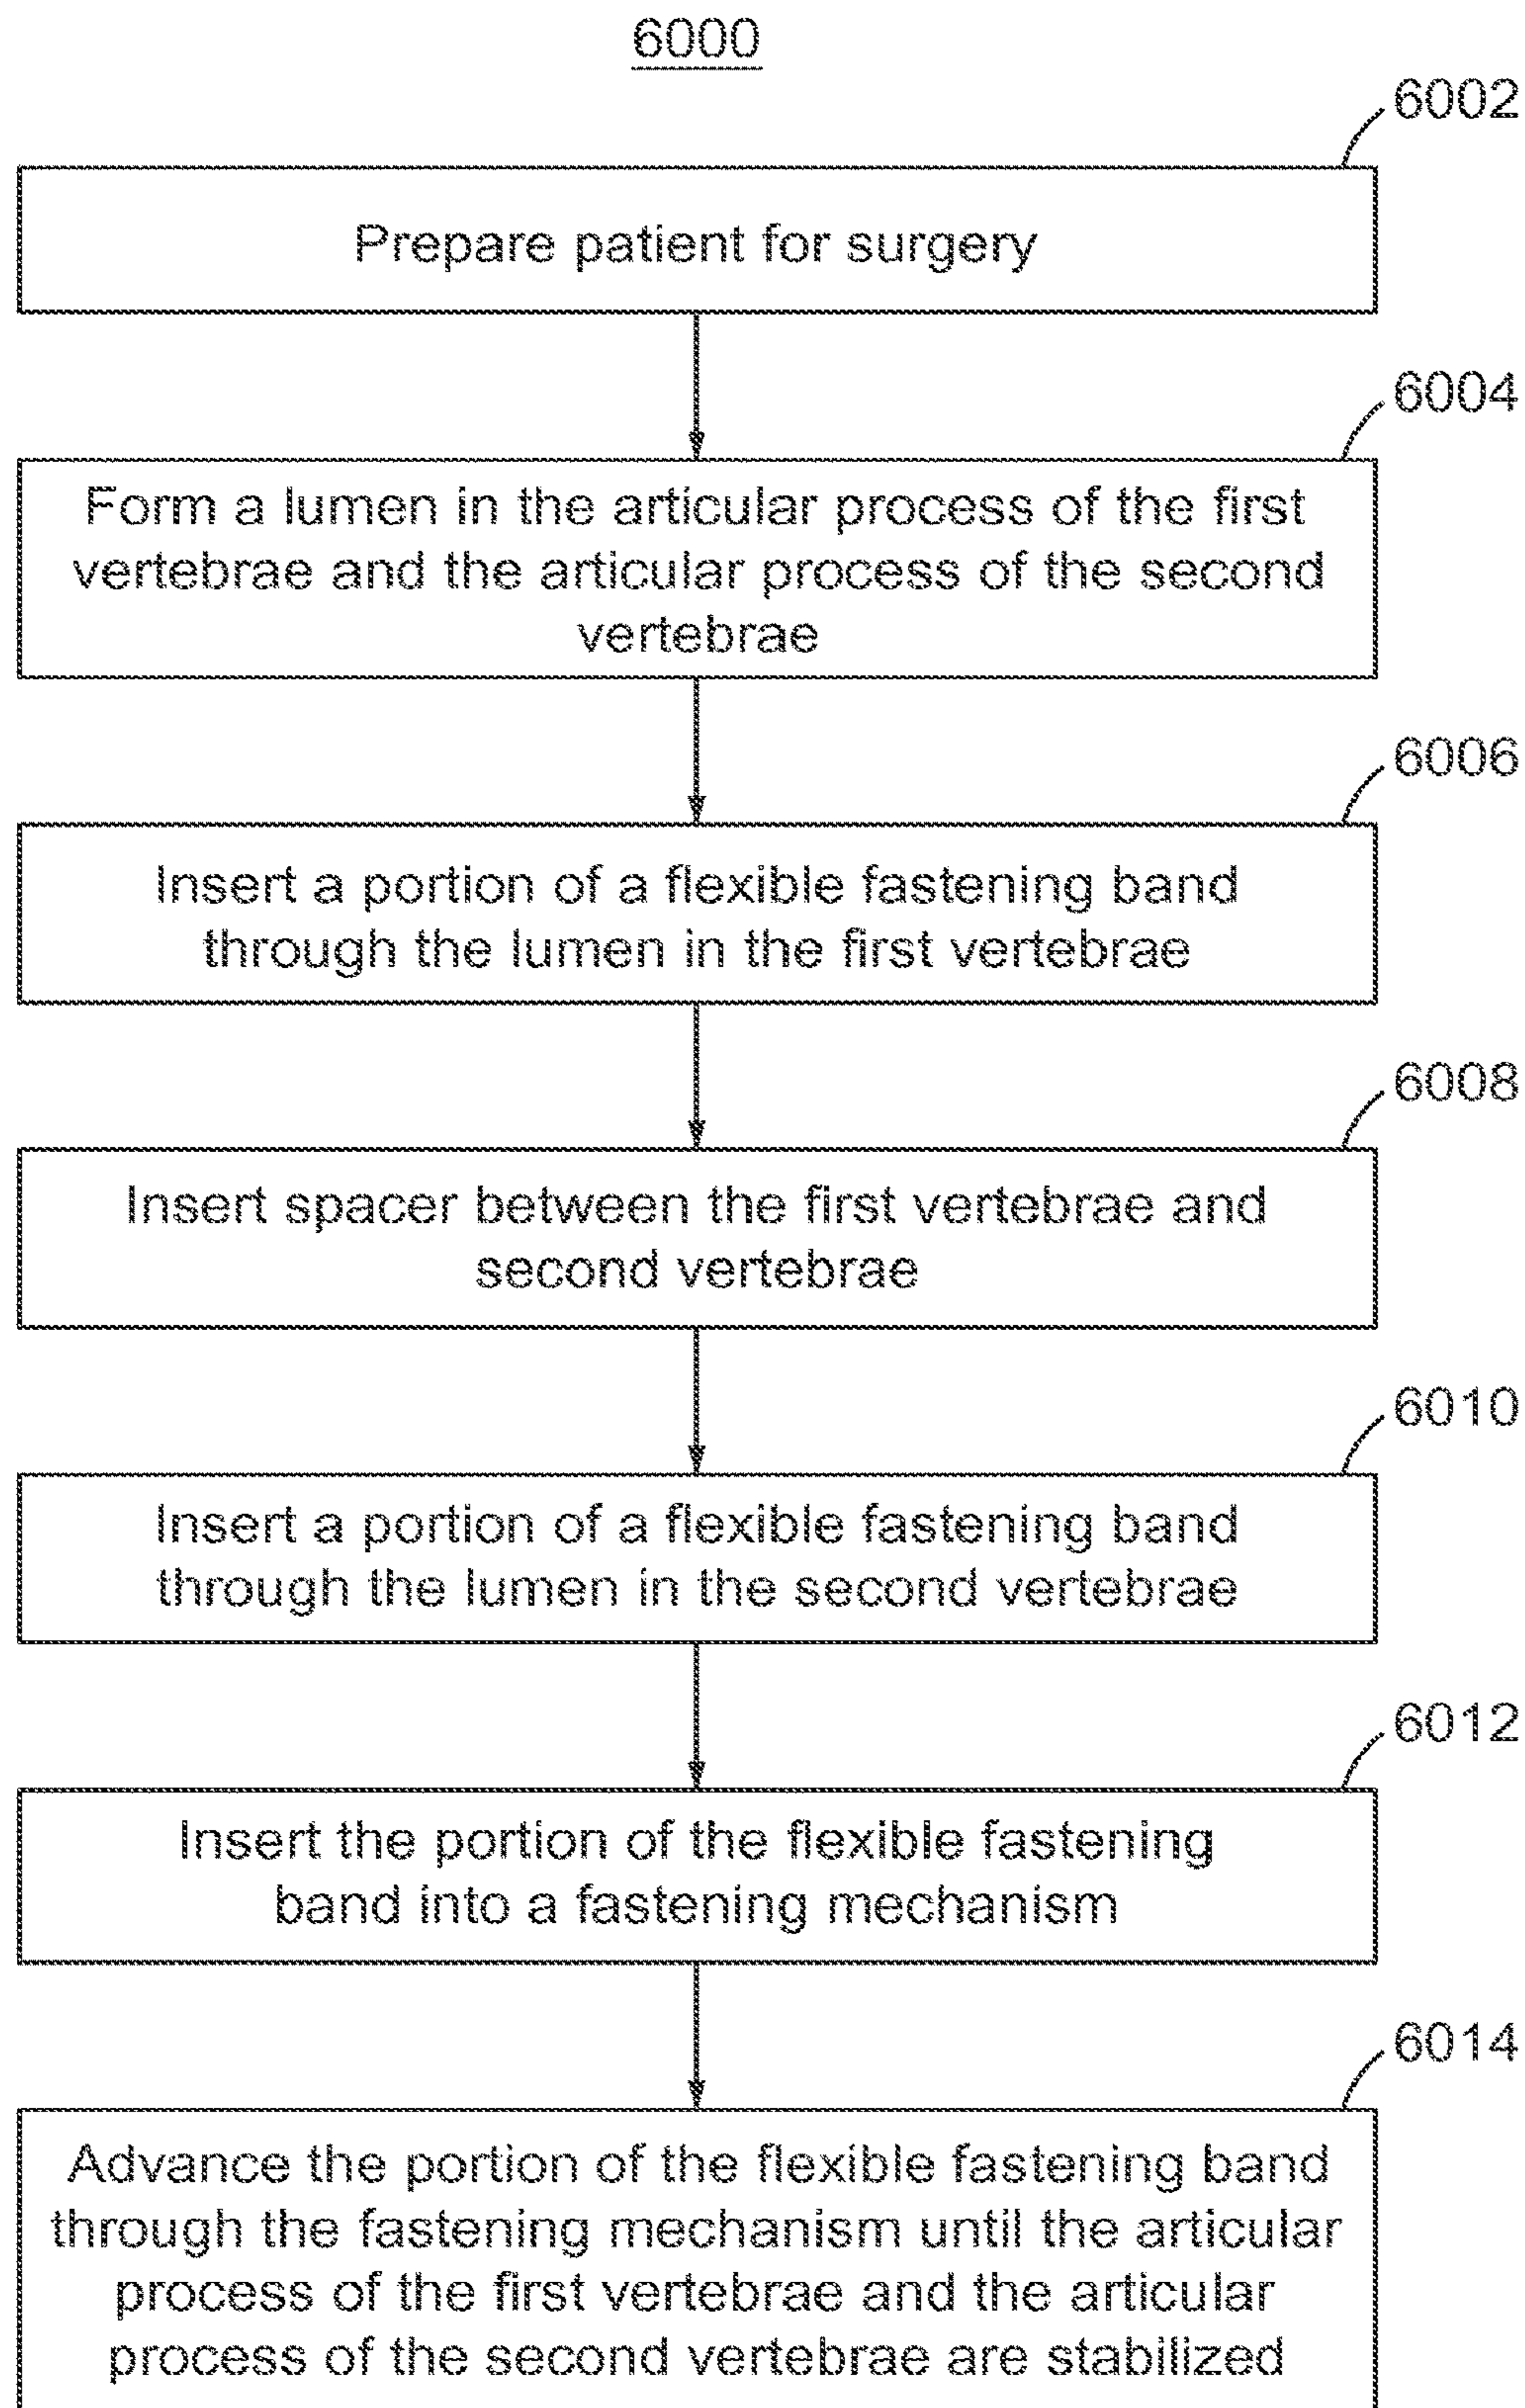 6000
6002
Prepare patient for surgery
6004
Form a lumen in the articular process of the first
vertebrae and the articular process of the second
vertebrae
6006
Insert a portion of a flexible fastening band
through the lumen in the first vertebrae
6008
Insert spacer between the first vertebrae and
second vertebrae
6010
Insert a portion of a flexible fastening band
through the lumen in the second vertebrae
6012
Insert the portion of the flexible fastening
band into a fastening mechanism
6014
Advance the portion of the flexible fastening band
through the fastening mechanism until the articular
process of the first vertebrae and the articular
process of the second vertebrae are stabilized